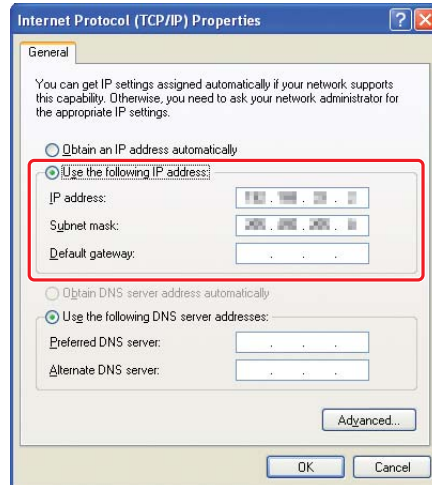 Internet Protocol (TCP/IP) Properties
General
You can get IP settings assigned automatically if your network supports
this capability. Otherwise, you need to ask your network administrator for
the appropriate IP settings.
Obtain an IP address automatically
Use the following IP address:
IP address:
Subnet mask:
Default gateway:
Obtain DNS server address automatically
Use the following DNS server addresses:
Preferred DNS server:
Alternate DNS server:
Advanced...
OK Cancel